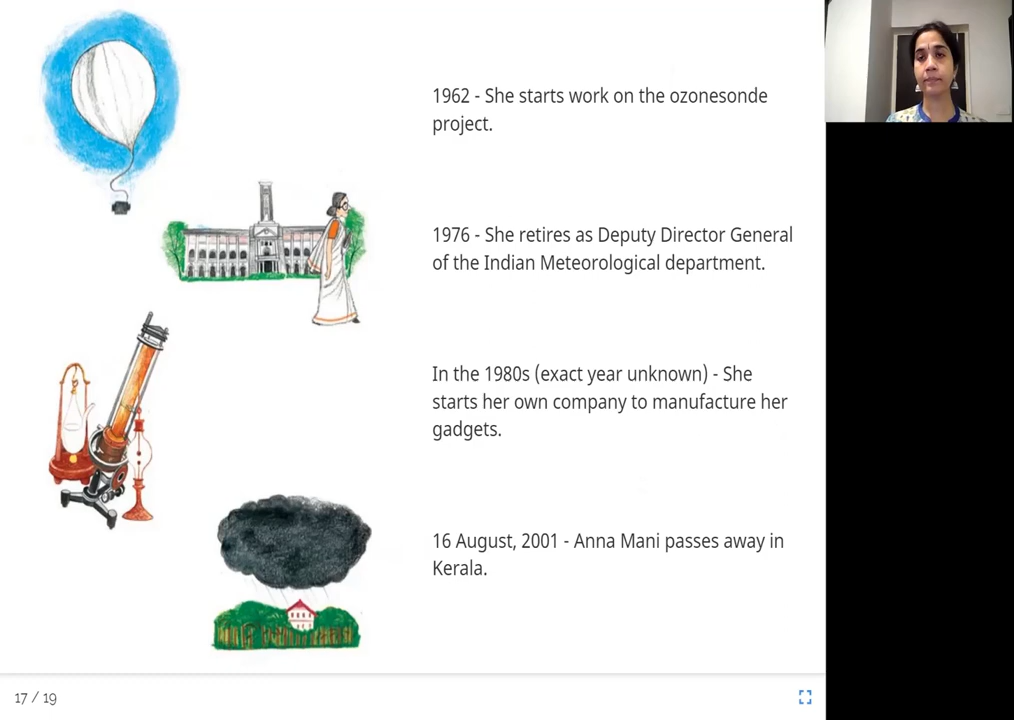 1962 - She starts work on the ozonesonde
project.
1976 - She retires as Deputy Director General
of the Indian Meteorological department.
In the 1980s (exact year unknown) - She
starts her own company to manufacture her
gadgets.
16 August, 2001 - Anna Mani passes away in
Kerala.
17 / 19